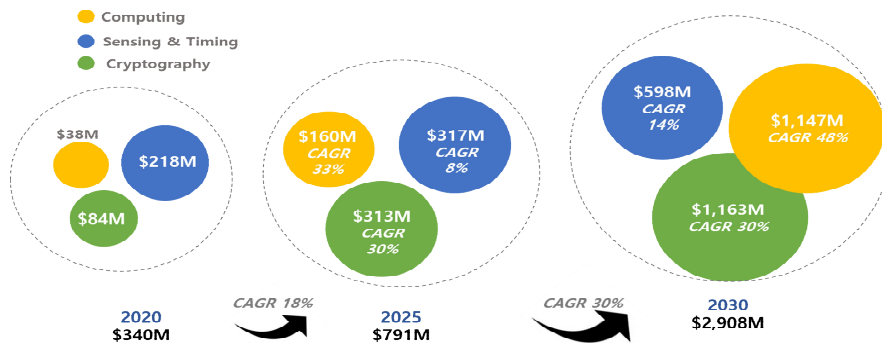 Computing
Sensing & Timing
Cryptography
$38M
$218M
$84M
2020
$340M
CAGR 18%
$160M
CAGR
33%
$317M
CAGR
8%
$313M
CAGR
30%
2025
$791M
CAGR 30%
$598M
CAGR
14%
$1,147M
CAGR 48%
$1,163M
CAGR 30%
2030
$2,908M